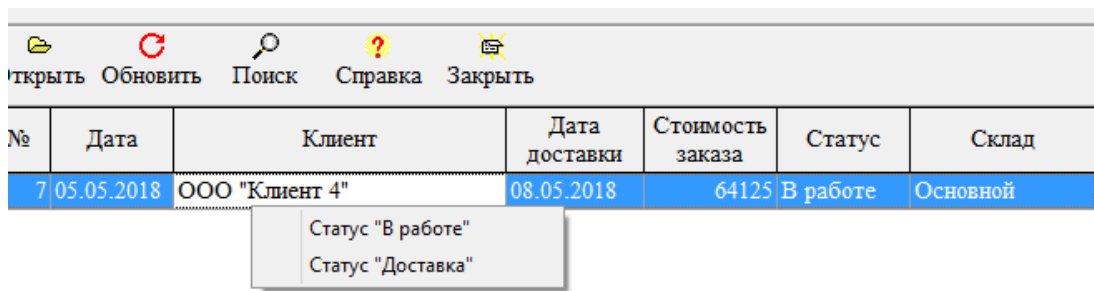 ткрыть Обновить Поиск Справка Закрыть
№ Дата Клиент Дата доставки Стоимость заказа Статус Склад
7 05.05.2018 ООО "Клиент 4" 08.05.2018 64125 В работе Основной
Статус "В работе"
Статус "Доставка"